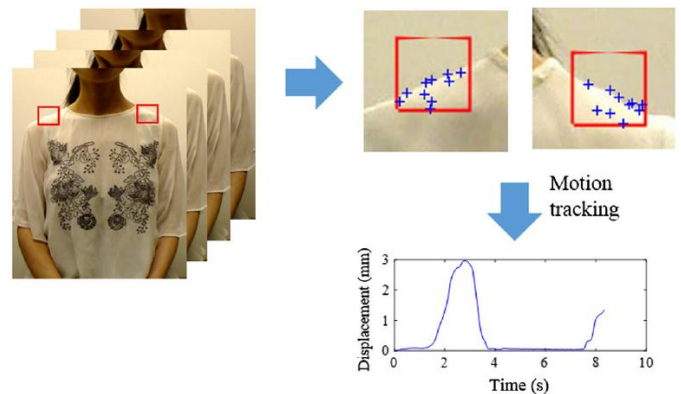 Motion
tracking
Displacement (mm)
3
2
1
0
0 2 4 6 8 10
Time (s)